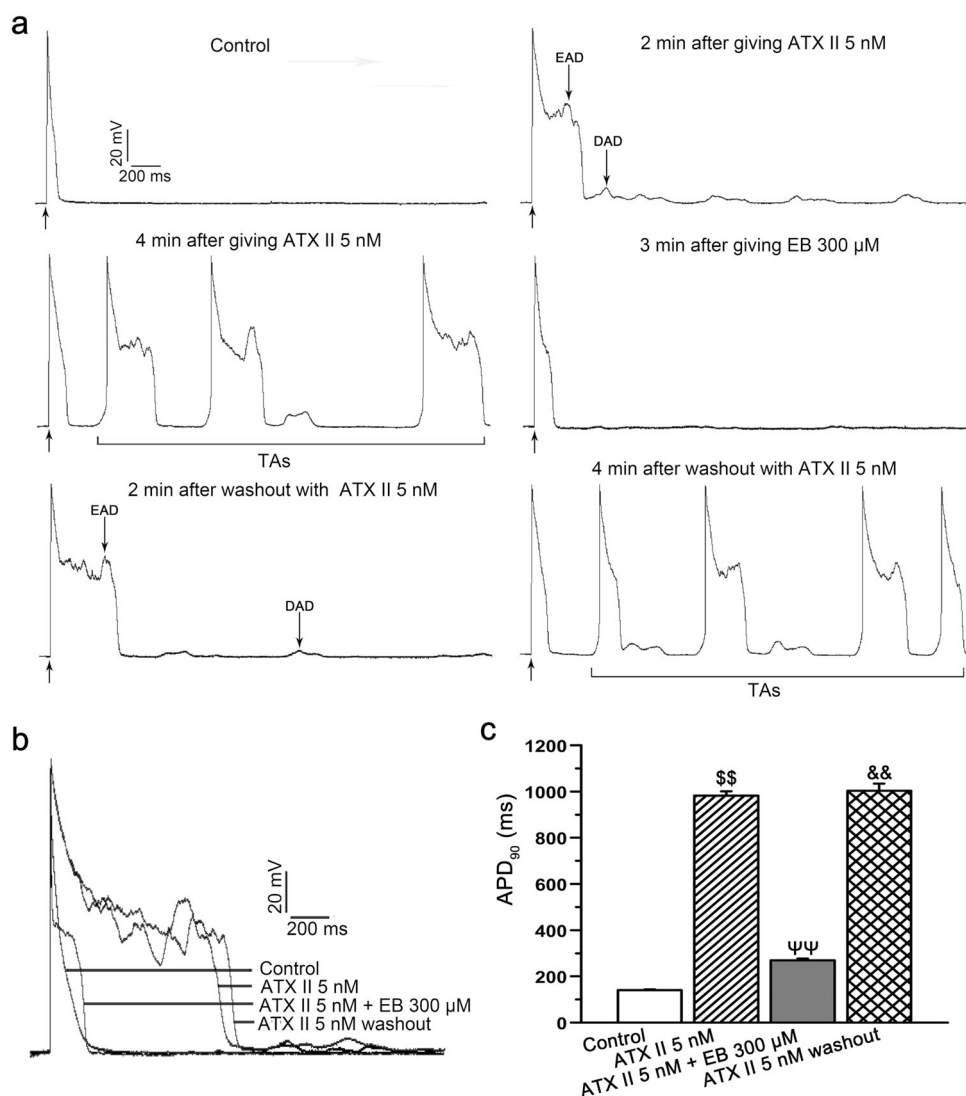 a
Control
20 mV
200 ms
2 min after giving ATX II 5 nM
EAD
DAD
4 min after giving ATX II 5 nM
TAs
3 min after giving EB 300 μM
2 min after washout with ATX II 5 nM
EAD
DAD
4 min after washout with ATX II 5 nM
TAs
b
20 mV
200 ms
Control
ATX II 5 nM
ATX II 5 nM + EB 300 μM
ATX II 5 nM washout
c
APD90 (ms)
1200
1000
800
600
400
200
0
$$
ΨΨ
&&
Control
ATX II 5 nM
ATX II 5 nM + EB 300 μM
ATX II 5 nM washout